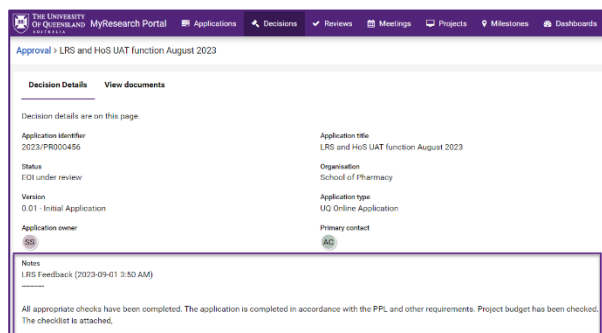 THE UNIVERSITY OF QUEENSLAND AUSTRALIA MyResearch Portal Applications Decisions Reviews Meetings Projects Milestones Dashboards
Approval > LRS and HoS UAT function August 2023
Decision Details View documents
Decision details are on this page.
Application identifier Application title
2023/PR000456 LRS and HoS UAT function August 2023
Status Organisation
EOI under review School of Pharmacy
Version Application type
0.01 - Initial Application UQ Online Application
Application owner Primary contact
SS AC
Notes
LRS Feedback (2023-09-01 3:50 AM)
----------
All appropriate checks have been completed. The application is completed in accordance with the PPL and other requirements. Project budget has been checked.
The checklist is attached,